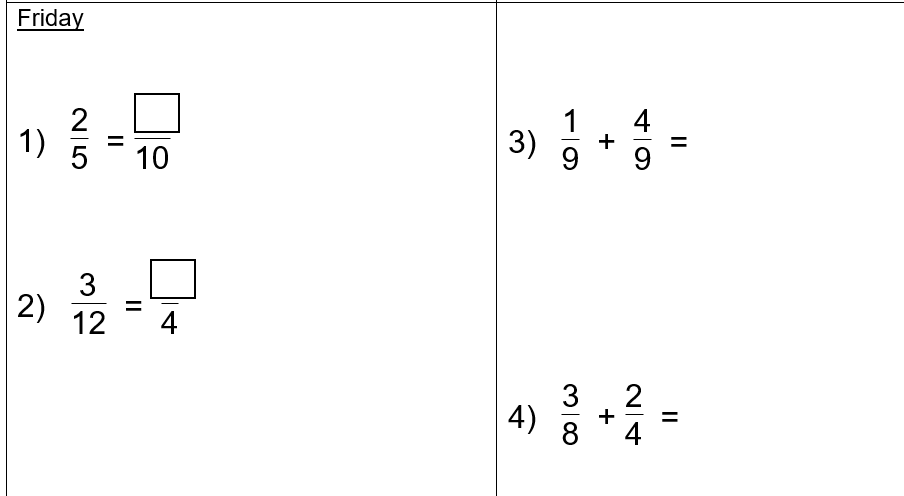 Friday
1) 2/5 = □/10
2) 3/12 = □/4
3) 1/9 + 4/9 =
4) 3/8 + 2/4 =